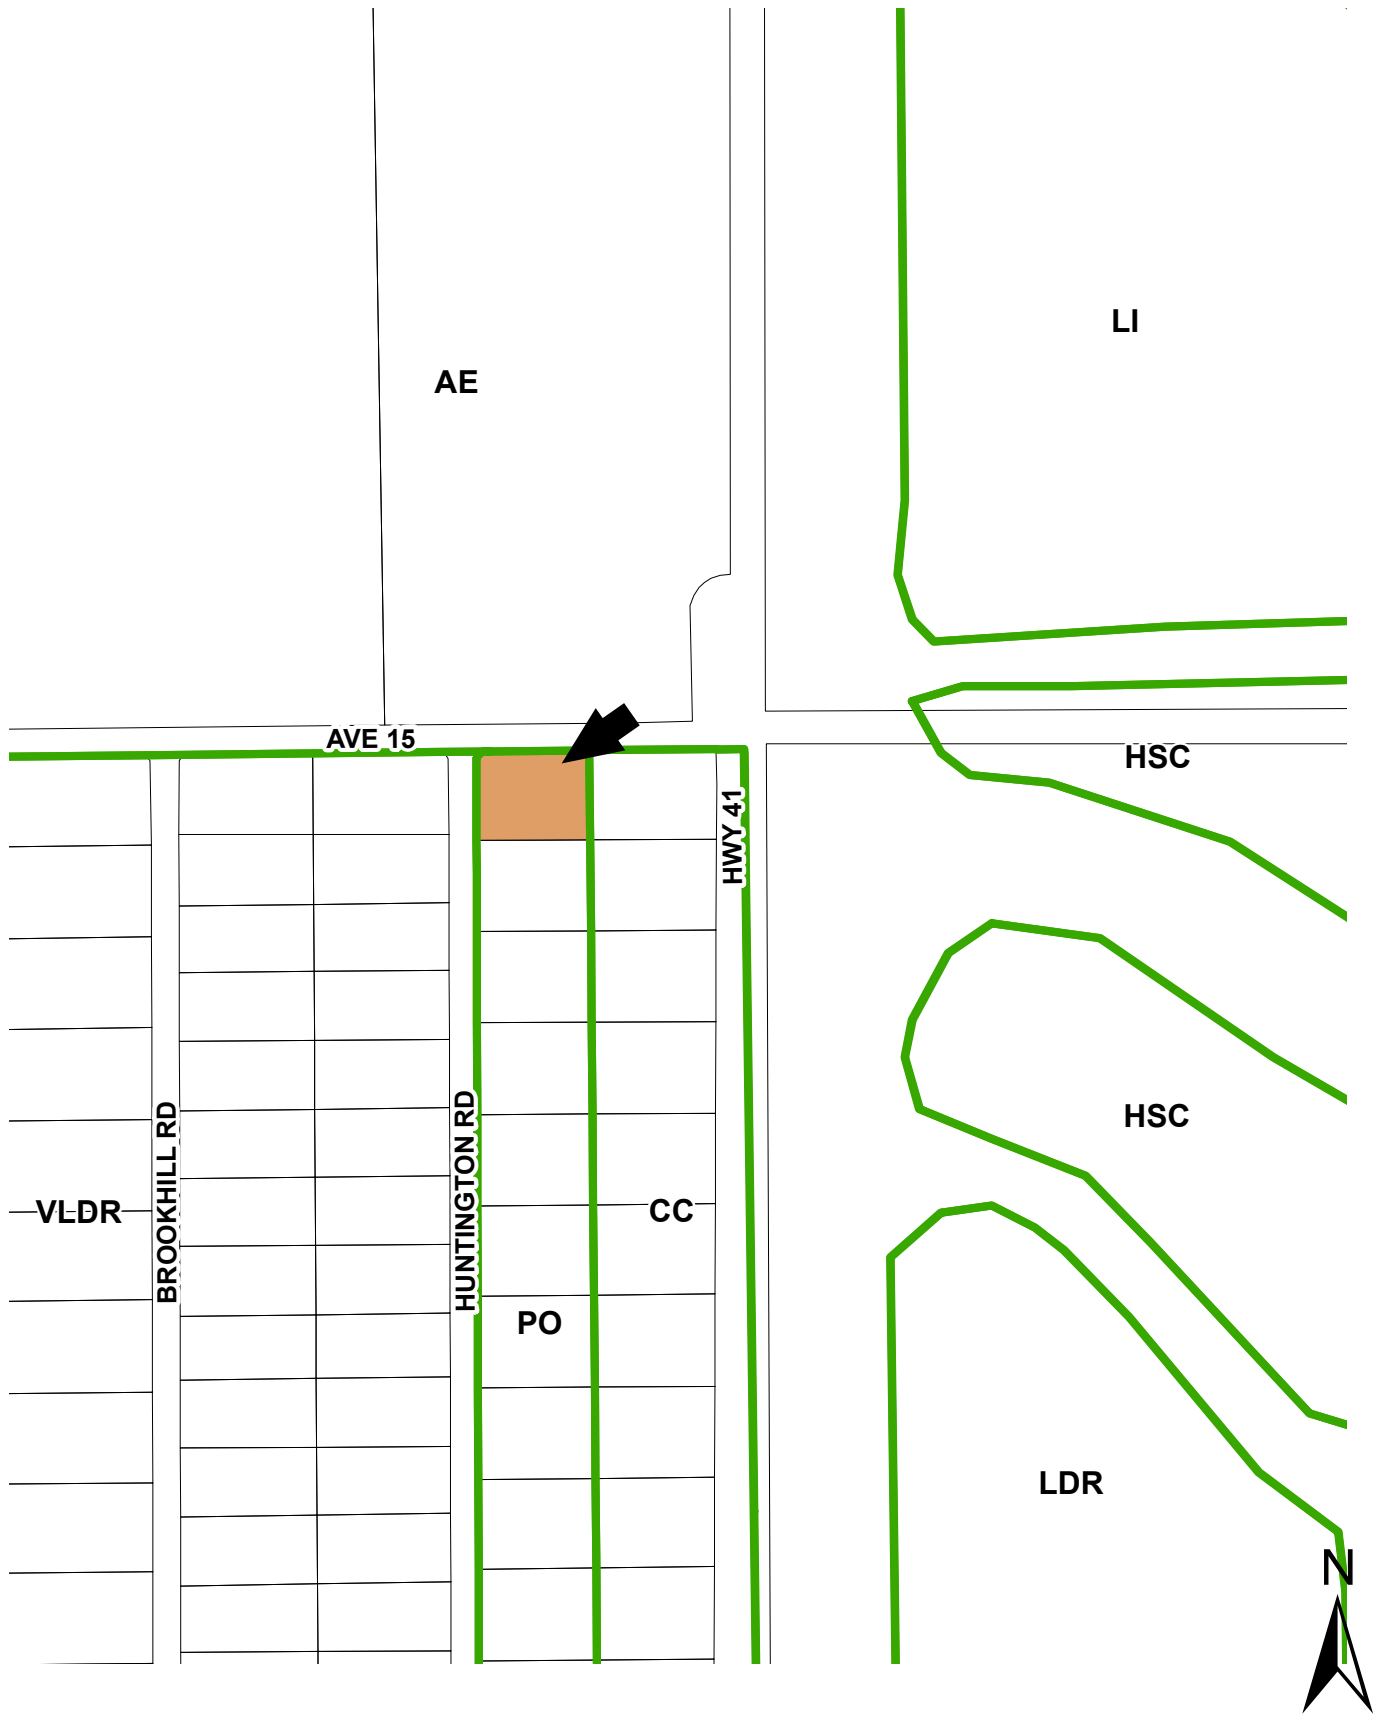 LI
AE
AVE 15
HSC
HWY 41
HSC
BROOKHILL RD
HUNTINGTON RD
VLDR
CC
PO
LDR
N